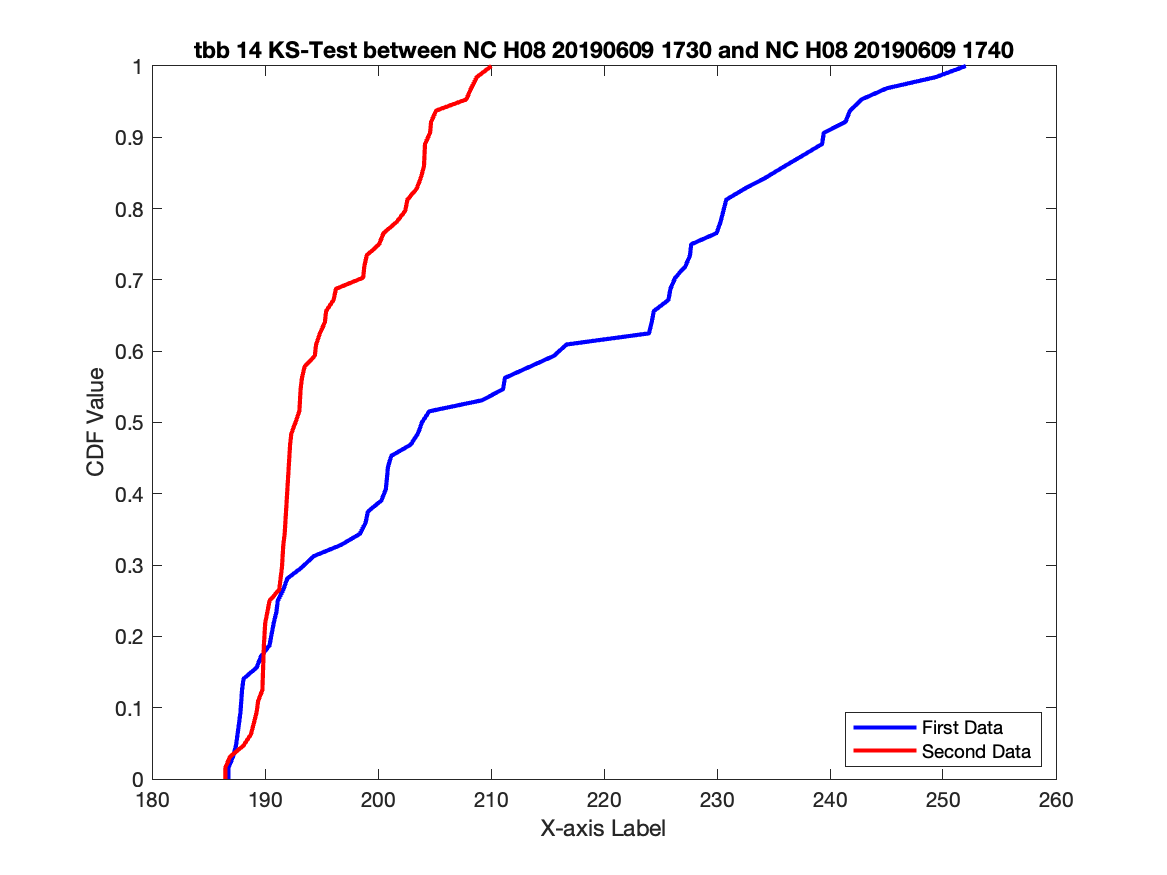 tbb 14 KS-Test between NC H08 20190609 1730 and NC H08 20190609 1740
1
0.9
0.8
0.7
0.6
0.5
0.4
0.3
0.2
0.1
0
CDF Value
First Data
Second Data
180 190 200 210 220 230 240 250 260
X-axis Label